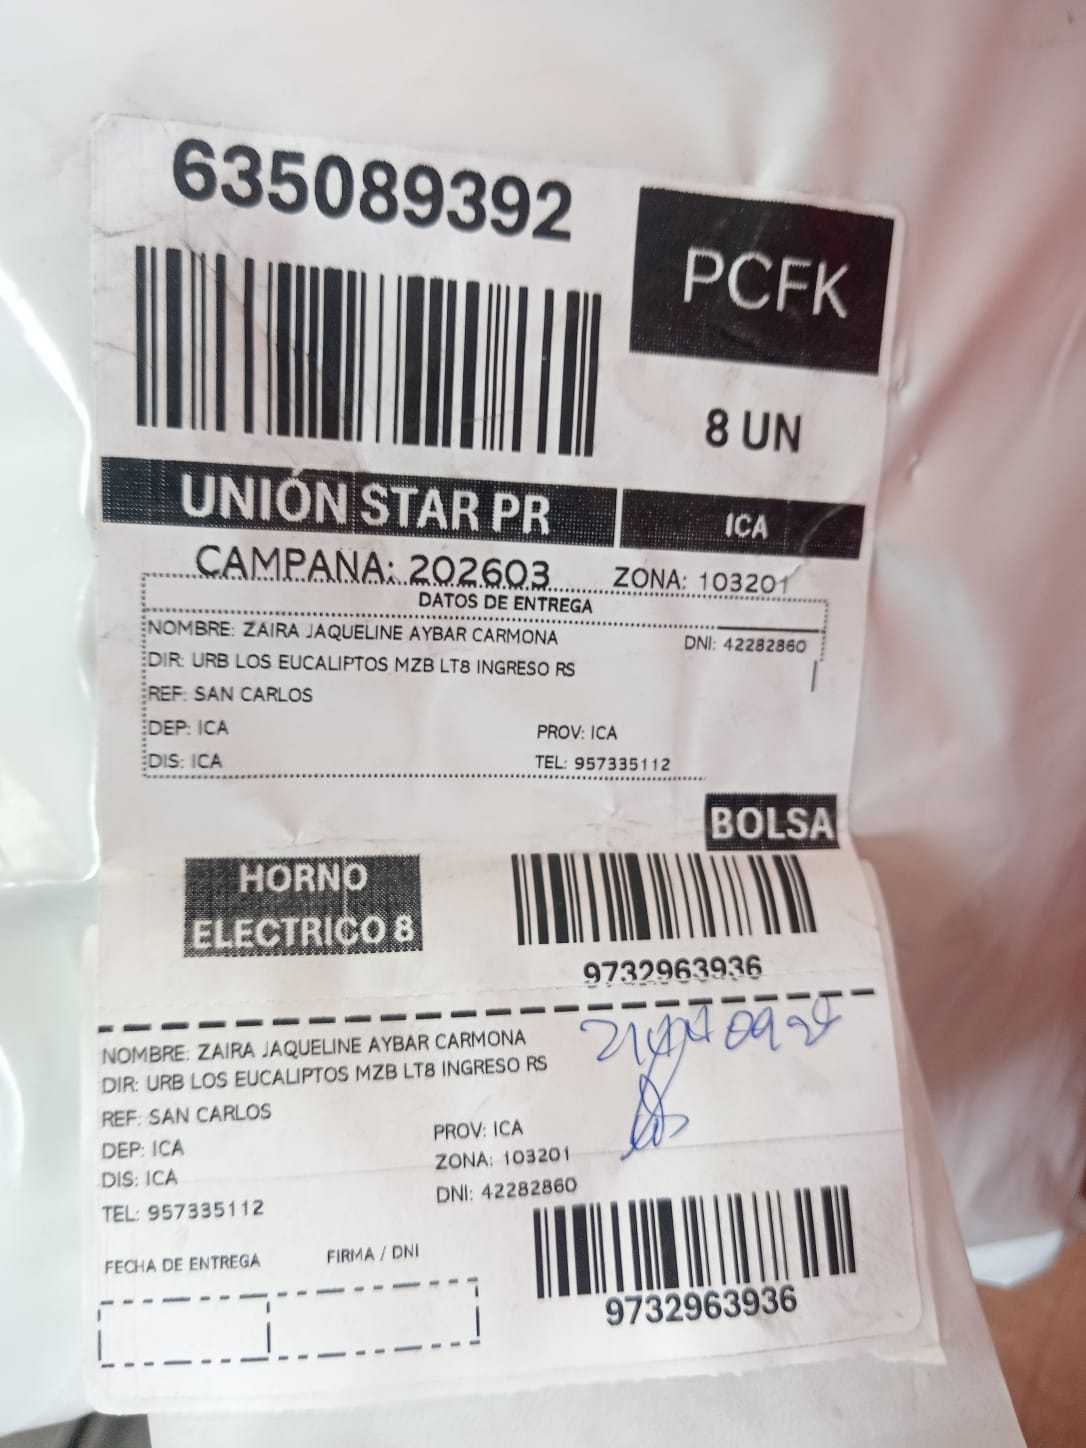 635089392
PCFK
8 UN
UNIÓN STAR PR
ICA
CAMPANA: 202603
ZONA: 103201
DATOS DE ENTREGA
NOMBRE: ZAIRA JAQUELINE AYBAR CARMONA
DNI: 42282860
DIR: URB LOS EUCALIPTOS MZB LT8 INGRESO RS
REF: SAN CARLOS
DEP: ICA
PROV: ICA
DIS: ICA
TEL: 957335112
BOLSA
HORNO
ELECTRICO 8
9732963936
NOMBRE: ZAIRA JAQUELINE AYBAR CARMONA
DIR: URB LOS EUCALIPTOS MZB LT8 INGRESO RS
REF: SAN CARLOS
DEP: ICA
PROV: ICA
DIS: ICA
ZONA: 103201
TEL: 957335112
DNI: 42282860
FECHA DE ENTREGA
FIRMA / DNI
9732963936